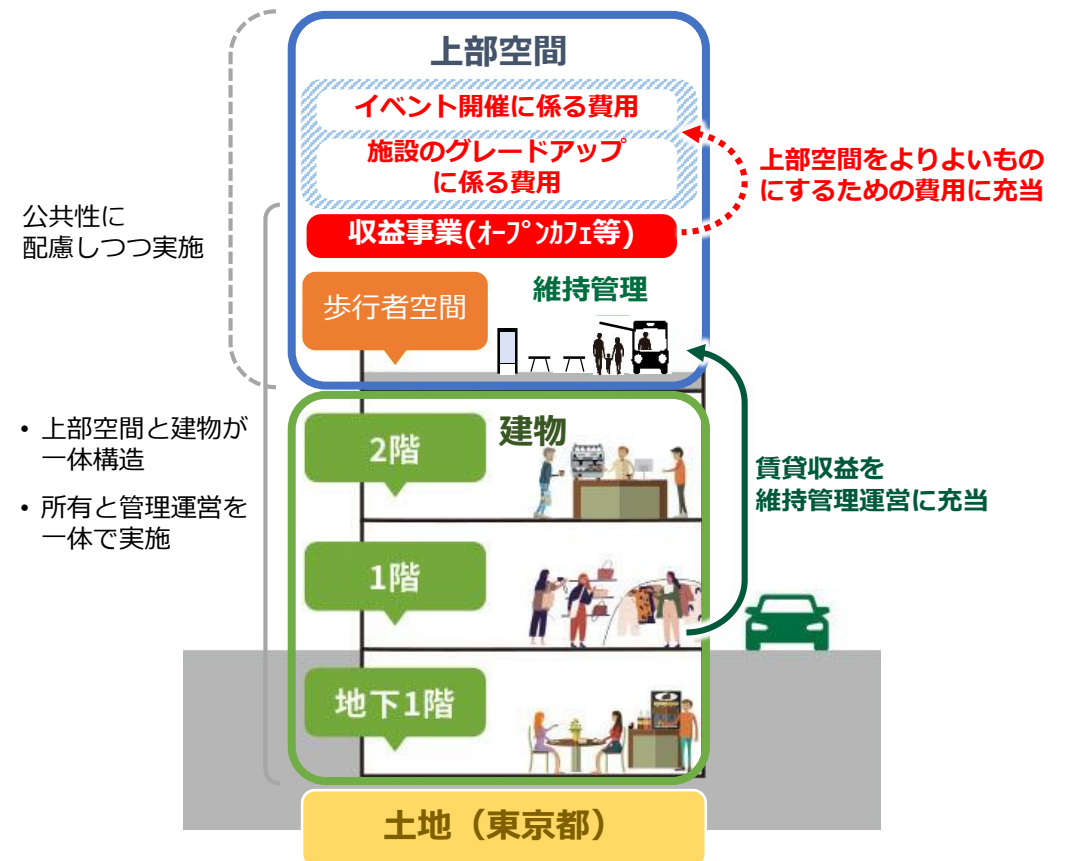 上部空間
イベント開催に係る費用
施設のグレードアップ
に係る費用
上部空間をよりよいもの
にするための費用に充当
公共性に
配慮しつつ実施
収益事業(ｵｰﾌﾟﾝｶﾌｪ等)
歩行者空間
維持管理
• 上部空間と建物が
一体構造
• 所有と管理運営を
一体で実施
建物
2階
賃貸収益を
維持管理運営に充当
1階
地下1階
土地（東京都）